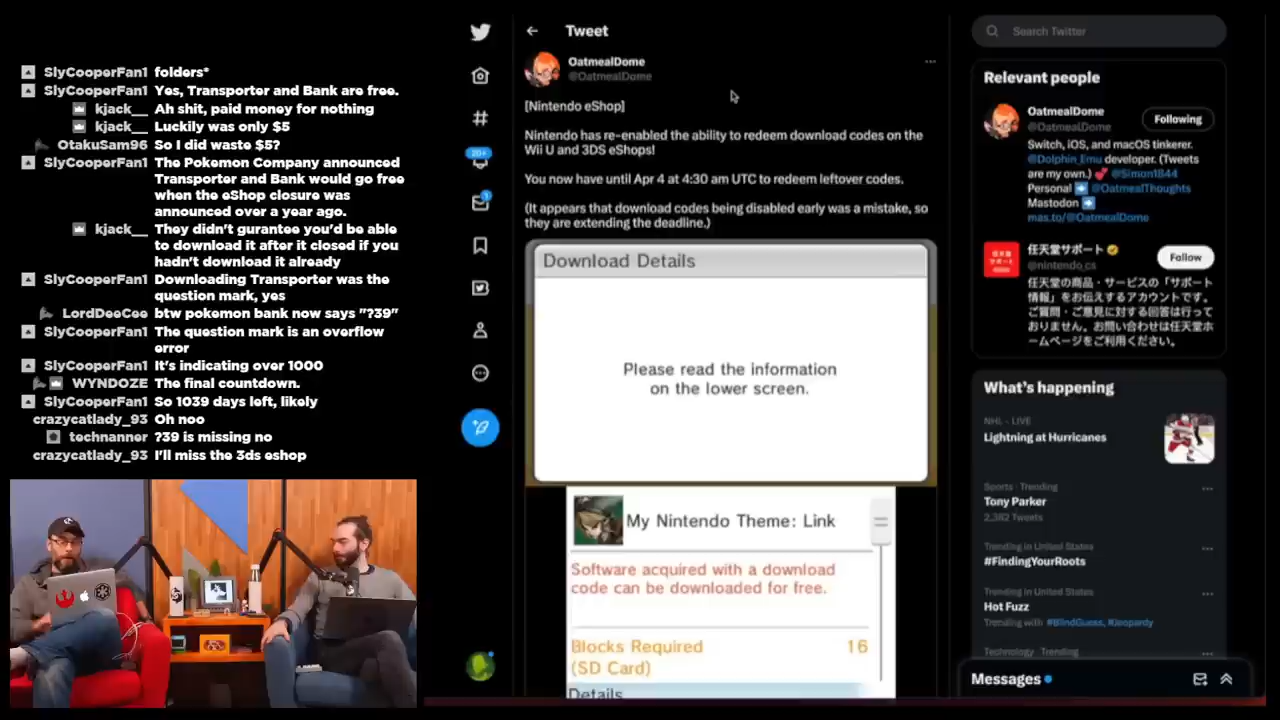 SlyCooperFan1 folders*
SlyCooperFan1 Yes, Transporter and Bank are free.
kjack__ Ah shit, paid money for nothing
kjack__ Luckily was only $5
OtakuSam96 So I did waste $5?
SlyCooperFan1 The Pokemon Company announced
Transporter and Bank would go free
when the eShop closure was
announced over a year ago.
kjack__ They didn't gurantee you'd be able
to download it after it closed if you
hadn't download it already
SlyCooperFan1 Downloading Transporter was the
question mark, yes
LordDeeCee btw pokemon bank now says "?39"
SlyCooperFan1 The question mark is an overflow
error
SlyCooperFan1 It's indicating over 1000
WYNDOZE The final countdown.
SlyCooperFan1 So 1039 days left, likely
crazycatlady_93 Oh noo
technanner ?39 is missing no
crazycatlady_93 I'll miss the 3ds eshop
20+
1
Tweet
OatmealDome
@OatmealDome
[Nintendo eShop]
Nintendo has re-enabled the ability to redeem download codes on the
Wii U and 3DS eShops!
You now have until Apr 4 at 4:30 am UTC to redeem leftover codes.
(It appears that download codes being disabled early was a mistake, so
they are extending the deadline.)
Download Details
Please read the information
on the lower screen.
My Nintendo Theme: Link
Software acquired with a download
code can be downloaded for free.
Blocks Required 16
(SD Card)
Details
Search Twitter
Relevant people
OatmealDome
@OatmealDome
Following
Switch, iOS, and macOS tinkerer.
@Dolphin_Emu developer. (Tweets
are my own.) 💕 @Simon1844
Personal ➡️ @OatmealThoughts
Mastodon ➡️
mas.to/@OatmealDome
任天堂サポート
@nintendo_cs
Follow
任天堂の商品・サービスの「サポート
情報」をお伝えするアカウントです。
ご質問・ご意見に対する回答は行って
おりません。お問い合わせは任天堂ホ
ームページをご利用ください。
What's happening
NHL · LIVE
Lightning at Hurricanes
Sports · Trending
Tony Parker
2,382 Tweets
Trending in United States
#FindingYourRoots
Trending in United States
Hot Fuzz
Trending with #BlindGuess, #Jeopardy
Technology · Trending
Messages